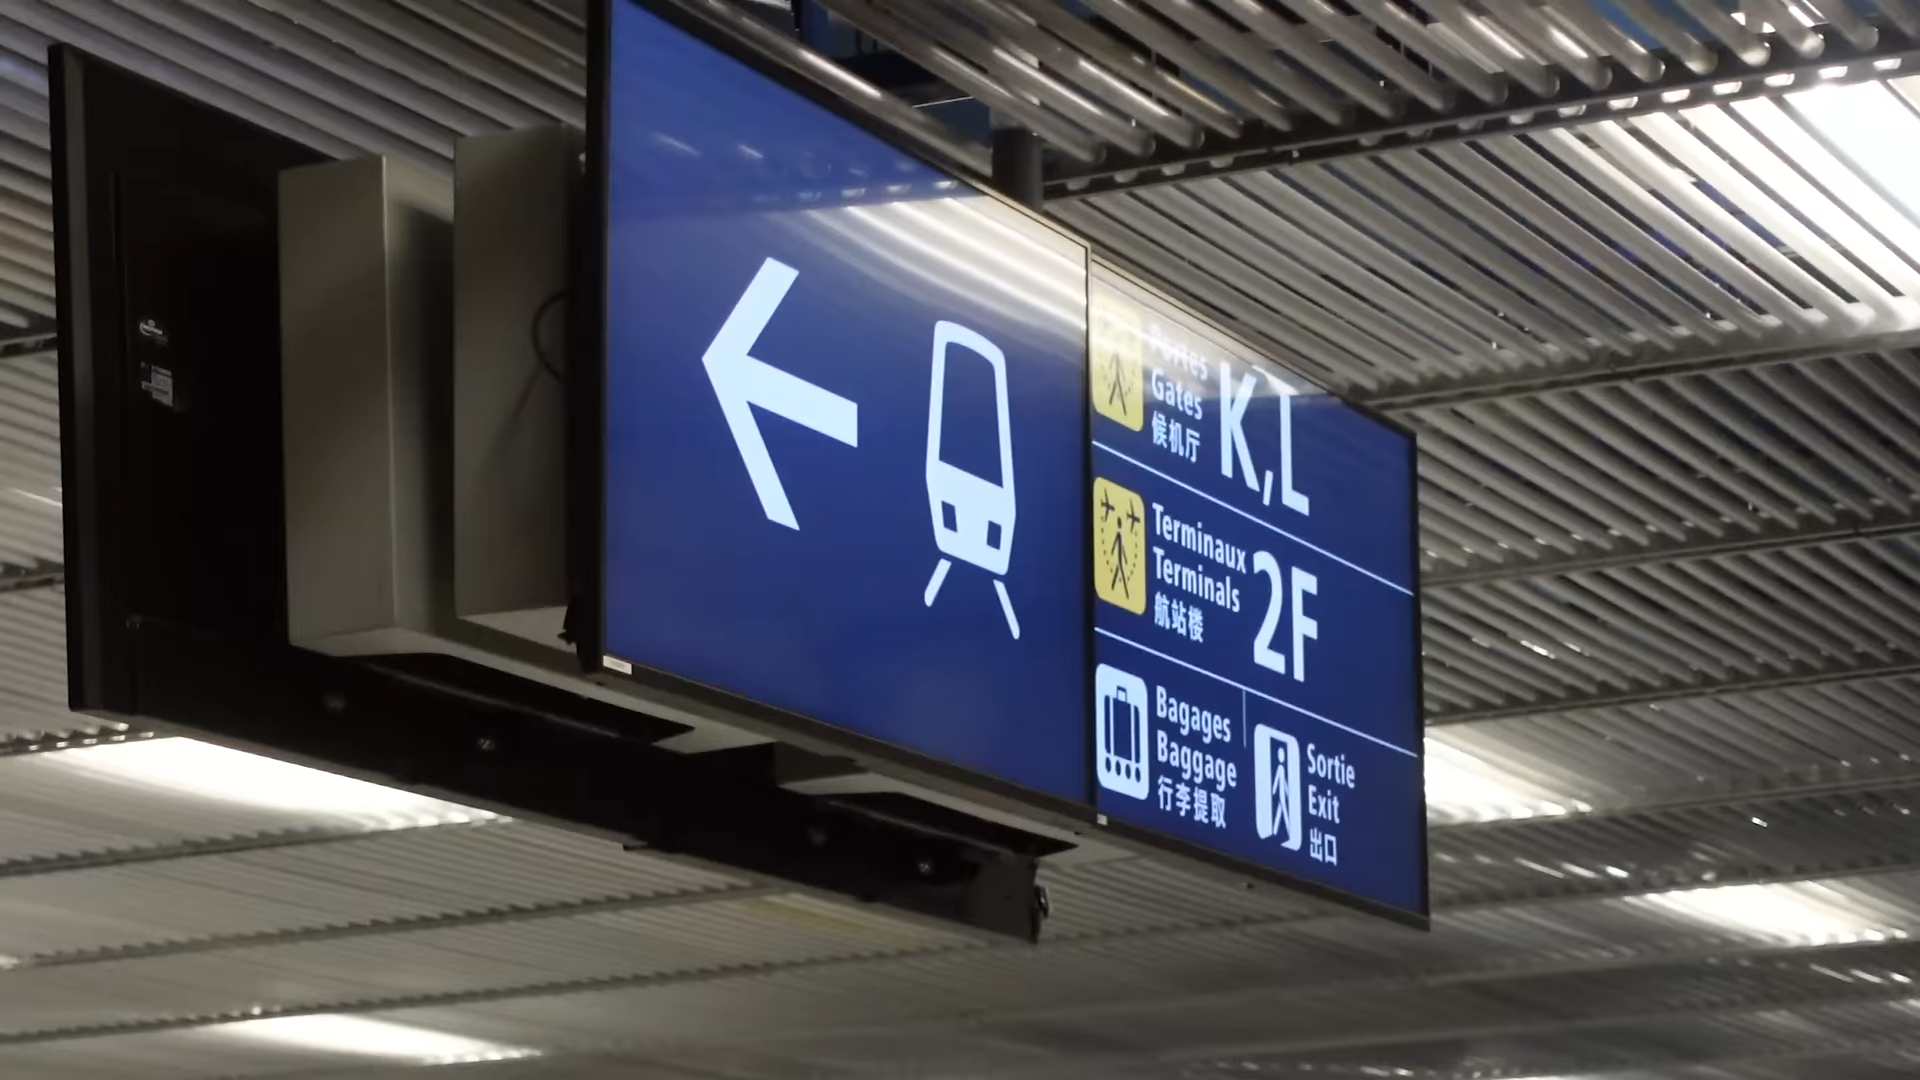 Portes
Gates
候机厅
K,L
Terminaux
Terminals
航站楼
2F
Bagages
Baggage
行李提取
Sortie
Exit
出口